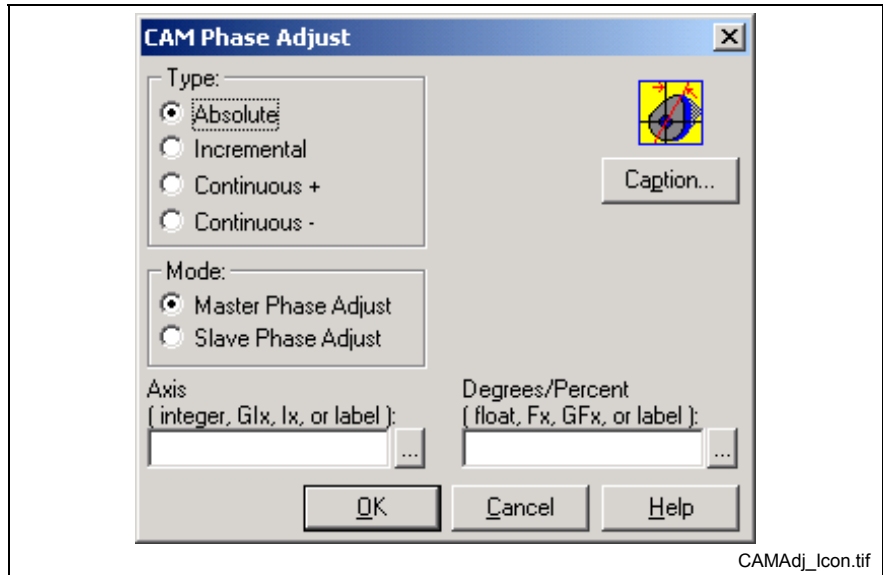 CAM Phase Adjust
Type:
Absolute
Incremental
Continuous +
Continuous -
Caption...
Mode:
Master Phase Adjust
Slave Phase Adjust
Axis
( integer, GIx, Ix, or label ):
...
Degrees/Percent
( float, Fx, GFx, or label ):
...
OK
Cancel
Help
CAMAdj_Icon.tif